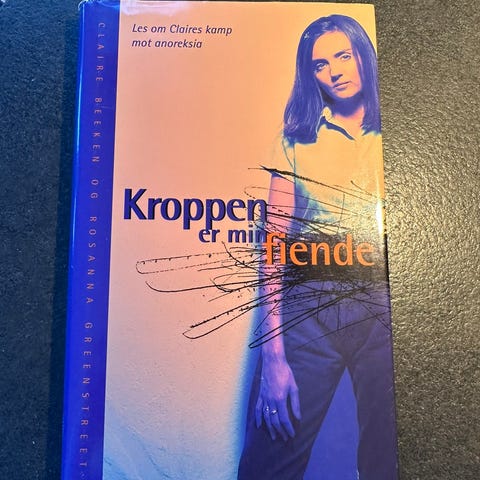 Les om Claires kamp
mot anoreksia
CLAIRE BEEKEN OG ROSANNA GREENSTREET
Kroppen
er min
fiende